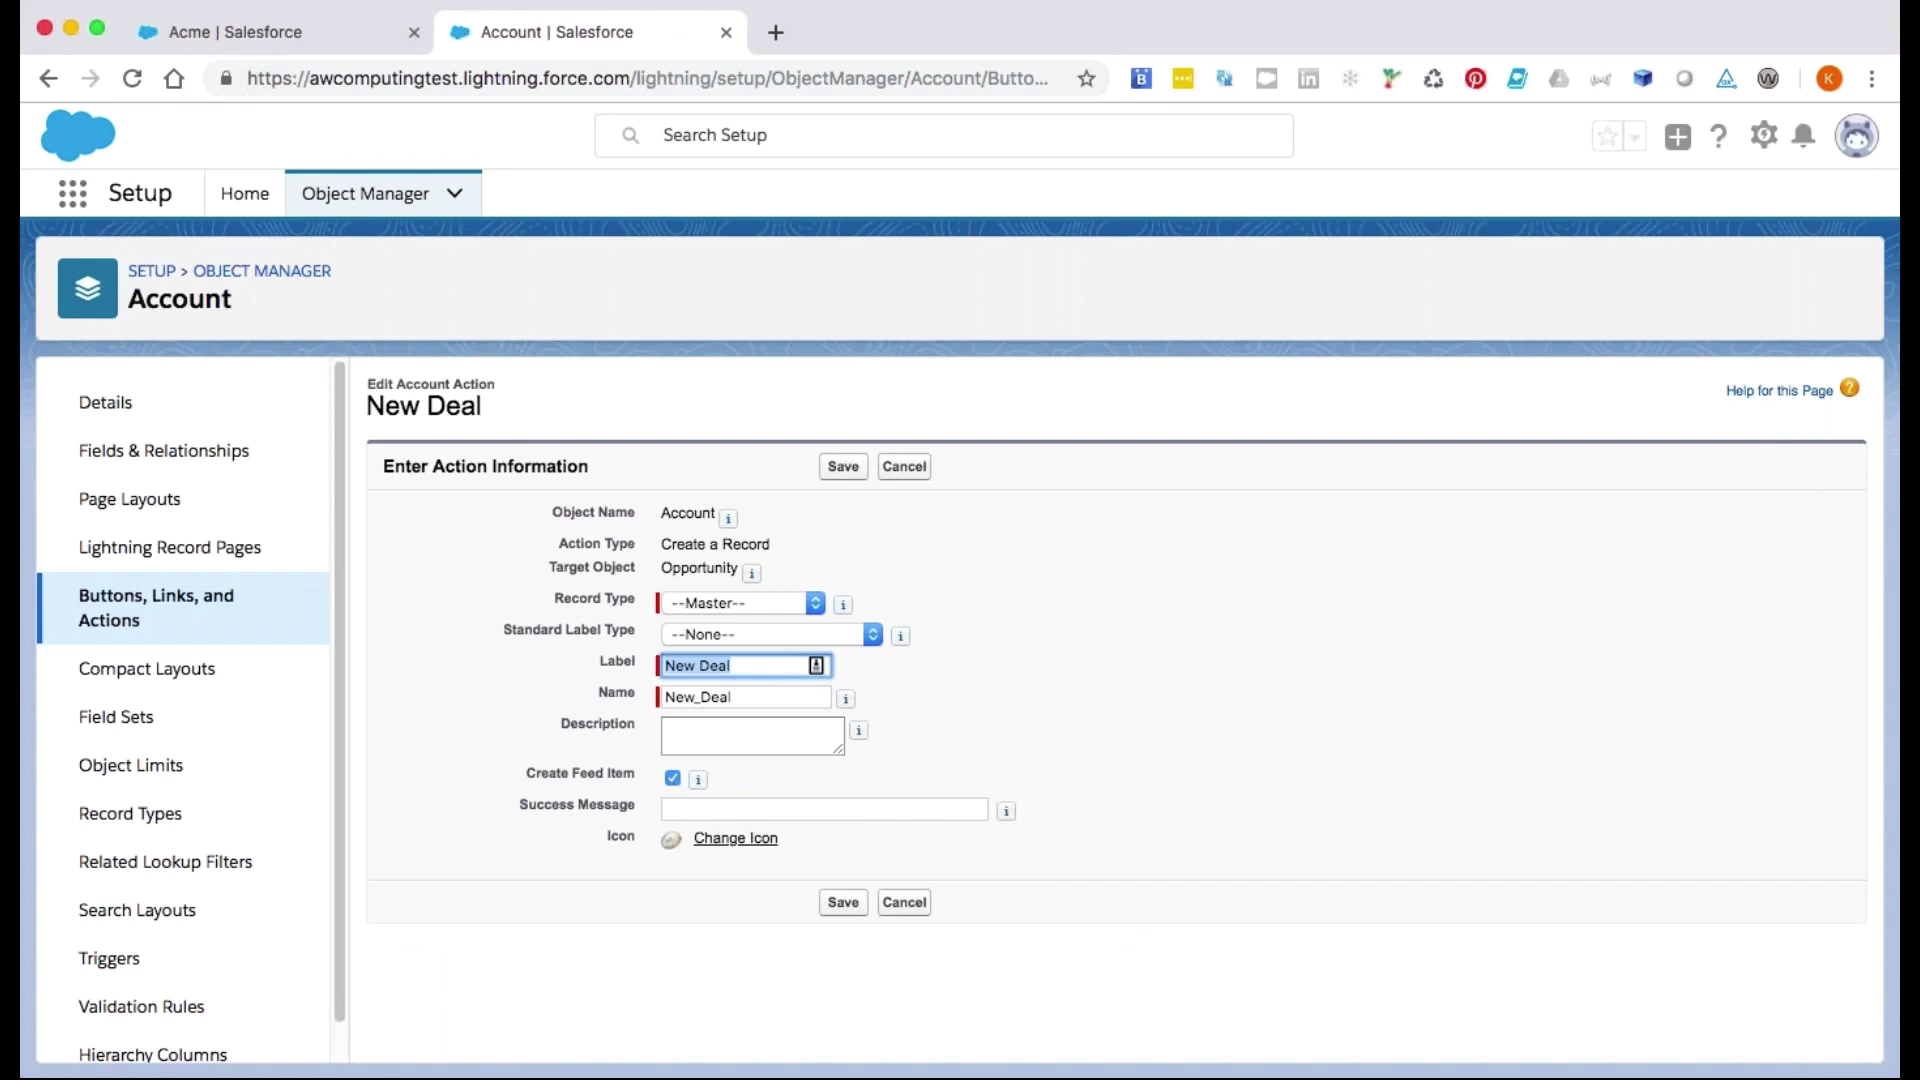 Acme | Salesforce
Account | Salesforce
https://awcomputingtest.lightning.force.com/lightning/setup/ObjectManager/Account/Butto...
K
Search Setup
Setup
Home
Object Manager
SETUP > OBJECT MANAGER
Account
Details
Fields & Relationships
Page Layouts
Lightning Record Pages
Buttons, Links, and
Actions
Compact Layouts
Field Sets
Object Limits
Record Types
Related Lookup Filters
Search Layouts
Triggers
Validation Rules
Hierarchy Columns
Edit Account Action
New Deal
Help for this Page ?
Enter Action Information
Save Cancel
Object Name Account i
Action Type Create a Record
Target Object Opportunity i
Record Type --Master-- i
Standard Label Type --None-- i
Label New Deal
Name New_Deal i
Description i
Create Feed Item i
Success Message i
Icon Change Icon
Save Cancel